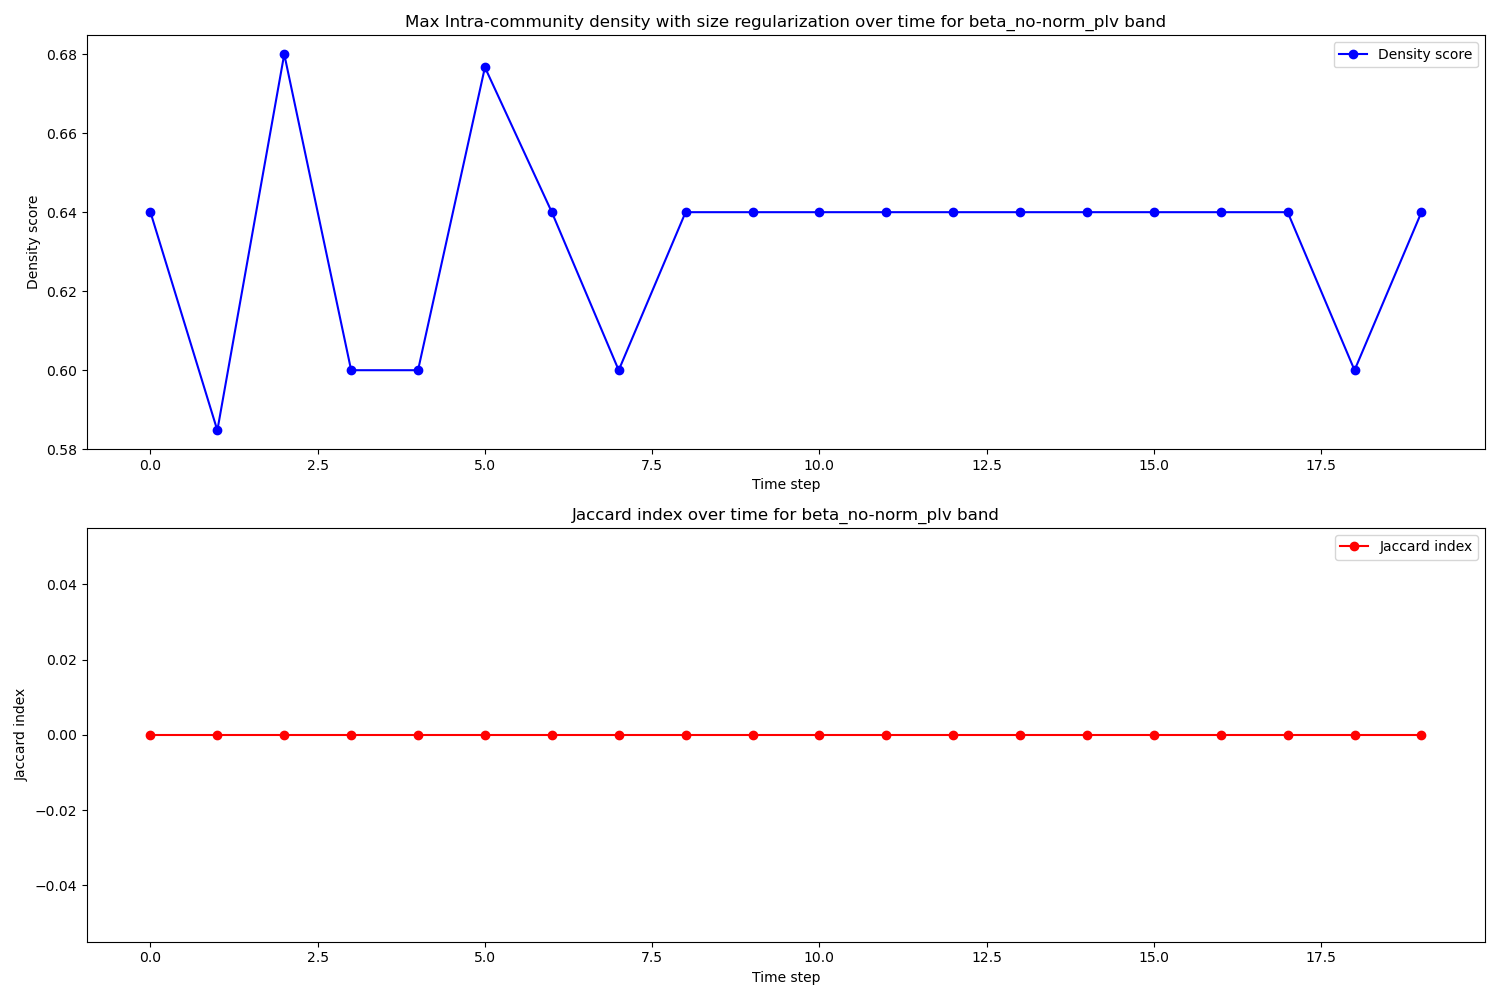 Max Intra-community density with size regularization over time for beta_no-norm_plv band
Density score
0.68
0.66
0.64
0.62
0.60
0.58
Density score
0.0 2.5 5.0 7.5 10.0 12.5 15.0 17.5
Time step
Jaccard index over time for beta_no-norm_plv band
Jaccard index
0.04
0.02
0.00
−0.02
−0.04
Jaccard index
0.0 2.5 5.0 7.5 10.0 12.5 15.0 17.5
Time step